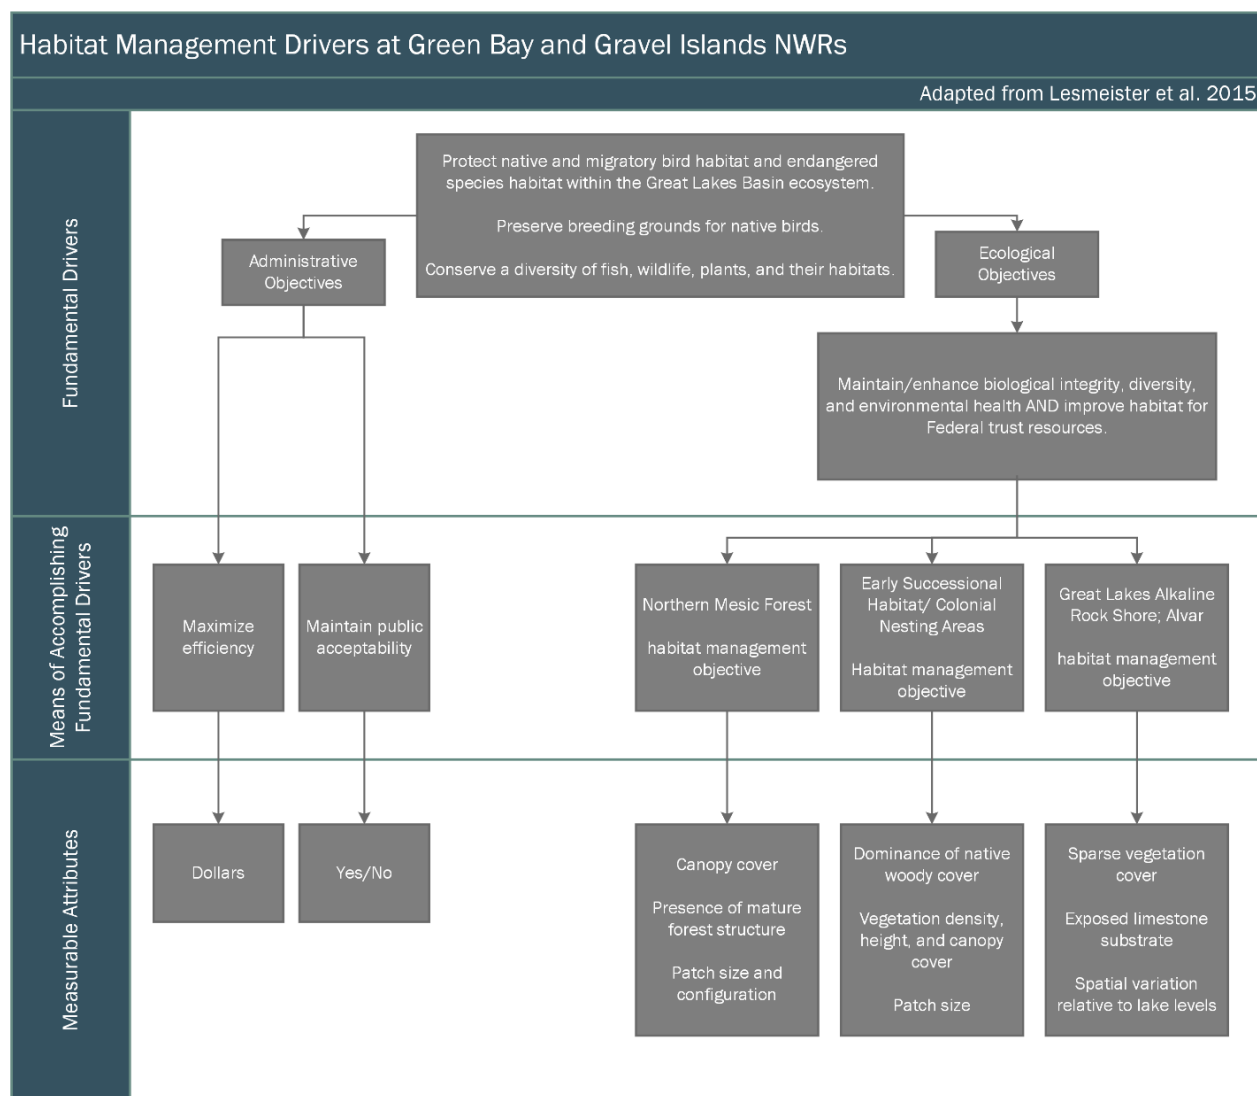 Habitat Management Drivers at Green Bay and Gravel Islands NWRs
Adapted from Lesmeister et al. 2015
Fundamental Drivers
Protect native and migratory bird habitat and endangered
species habitat within the Great Lakes Basin ecosystem.
Preserve breeding grounds for native birds.
Conserve a diversity of fish, wildlife, plants, and their habitats.
Administrative
Objectives
Ecological
Objectives
Maintain/enhance biological integrity, diversity,
and environmental health AND improve habitat for
Federal trust resources.
Means of Accomplishing
Fundamental Drivers
Maximize
efficiency
Maintain public
acceptability
Northern Mesic Forest
habitat management
objective
Early Successional
Habitat/ Colonial
Nesting Areas
Habitat management
objective
Great Lakes Alkaline
Rock Shore; Alvar
habitat management
objective
Measurable Attributes
Dollars
Yes/No
Canopy cover
Presence of mature
forest structure
Patch size and
configuration
Dominance of native
woody cover
Vegetation density,
height, and canopy
cover
Patch size
Sparse vegetation
cover
Exposed limestone
substrate
Spatial variation
relative to lake levels